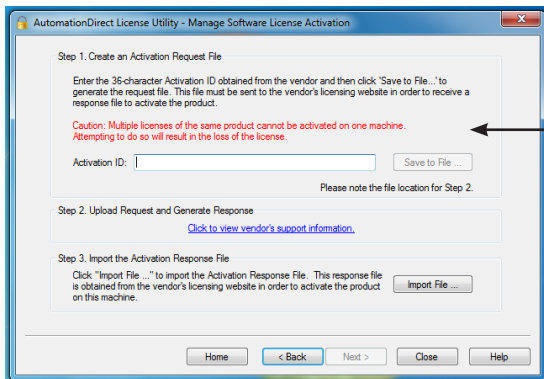 AutomationDirect License Utility - Manage Software License Activation
Step 1. Create an Activation Request File
Enter the 36-character Activation ID obtained from the vendor and then click 'Save to File...' to
generate the request file. This file must be sent to the vendor's licensing website in order to receive a
response file to activate the product.
Caution: Multiple licenses of the same product cannot be activated on one machine.
Attempting to do so will result in the loss of the license.
Activation ID:
Save to File ...
Please note the file location for Step 2.
Step 2. Upload Request and Generate Response
Click to view vendor's support information.
Step 3. Import the Activation Response File
Click "Import File ..." to import the Activation Response File. This response file
is obtained from the vendor's licensing website in order to activate the product
on this machine.
Import File ...
Home
< Back
Next >
Close
Help